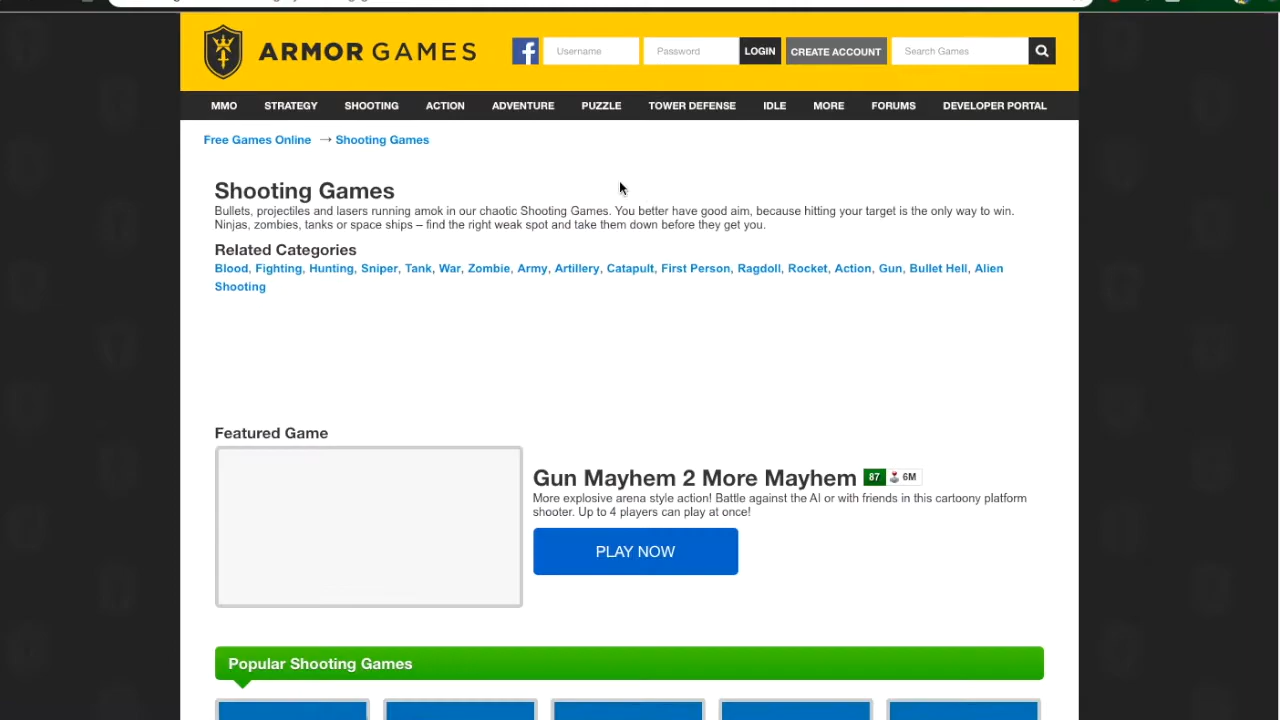 ARMOR GAMES
Username
Password
LOGIN
CREATE ACCOUNT
Search Games
MMO STRATEGY SHOOTING ACTION ADVENTURE PUZZLE TOWER DEFENSE IDLE MORE FORUMS DEVELOPER PORTAL
Free Games Online → Shooting Games
Shooting Games
Bullets, projectiles and lasers running amok in our chaotic Shooting Games. You better have good aim, because hitting your target is the only way to win.
Ninjas, zombies, tanks or space ships – find the right weak spot and take them down before they get you.
Related Categories
Blood, Fighting, Hunting, Sniper, Tank, War, Zombie, Army, Artillery, Catapult, First Person, Ragdoll, Rocket, Action, Gun, Bullet Hell, Alien
Shooting
Featured Game
Gun Mayhem 2 More Mayhem 87 6M
More explosive arena style action! Battle against the AI or with friends in this cartoony platform
shooter. Up to 4 players can play at once!
PLAY NOW
Popular Shooting Games